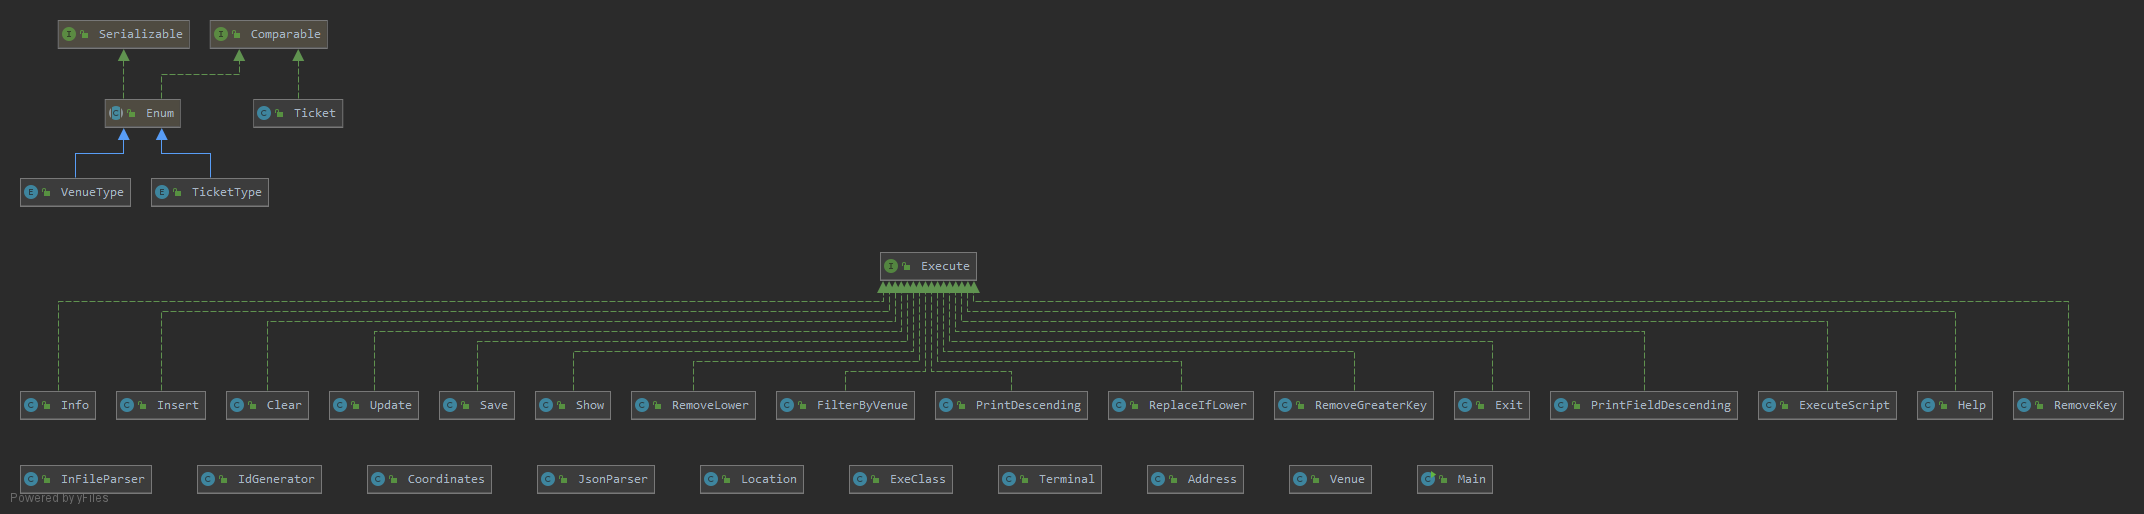 Serializable
Comparable
Enum
Ticket
VenueType
TicketType
Execute
Info
Insert
Clear
Update
Save
Show
RemoveLower
FilterByVenue
PrintDescending
ReplaceIfLower
RemoveGreaterKey
Exit
PrintFieldDescending
ExecuteScript
Help
RemoveKey
InFileParser
IdGenerator
Coordinates
JsonParser
Location
ExeClass
Terminal
Address
Venue
Main
Powered by yFiles